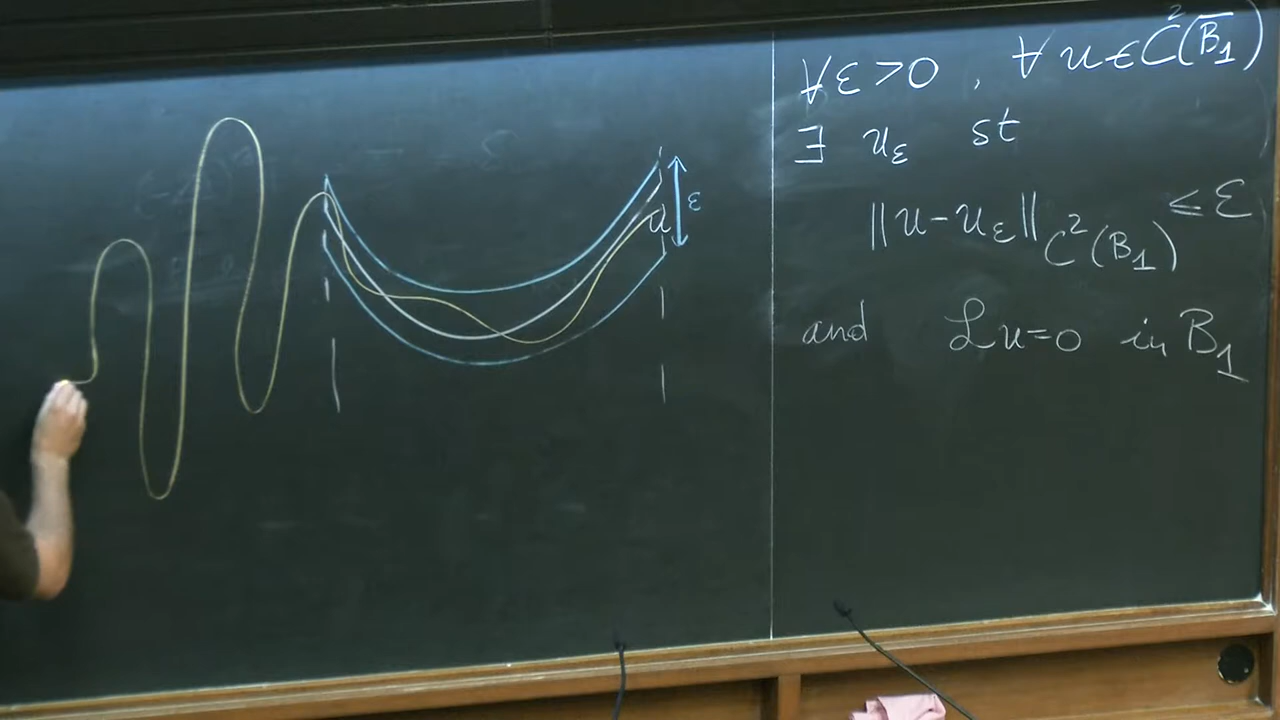 ∀ε>0, ∀u∈C²(B̅₁)
∃ u_ε st
‖u-u_ε‖_{C²(B₁)} ≤ε
and ℒu=0 in B₁
u
ε